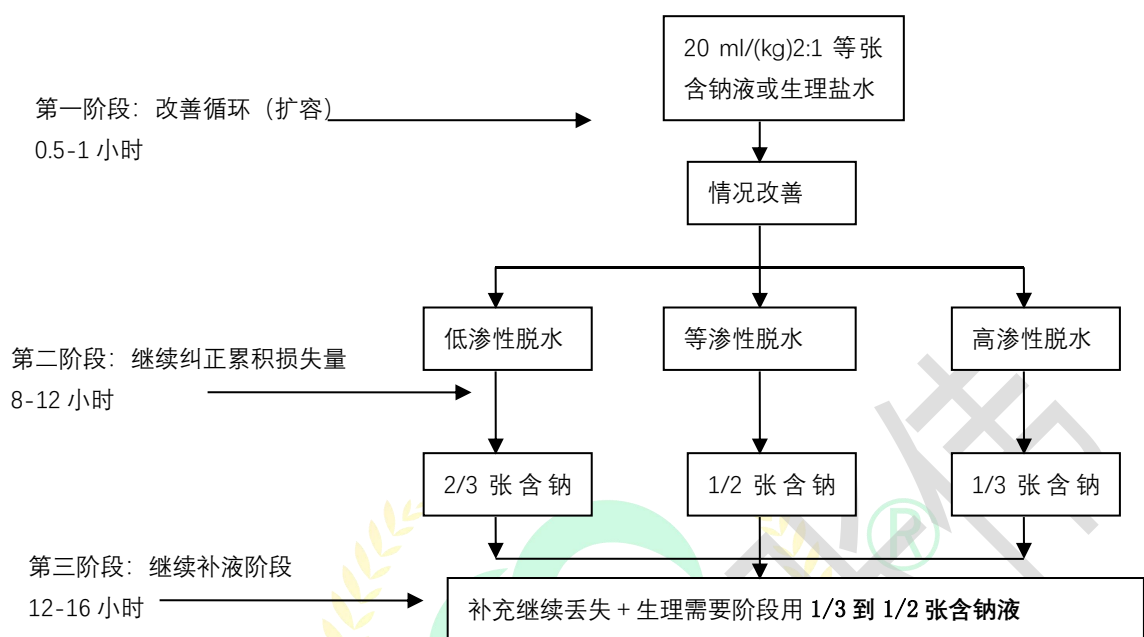 20 ml/(kg)2:1 等张
含钠液或生理盐水
第一阶段：改善循环（扩容）
0.5-1 小时
情况改善
低渗性脱水
等渗性脱水
高渗性脱水
第二阶段：继续纠正累积损失量
8-12 小时
2/3 张含钠
1/2 张含钠
1/3 张含钠
®
第三阶段：继续补液阶段
12-16 小时
补充继续丢失 + 生理需要阶段用 1/3 到 1/2 张含钠液